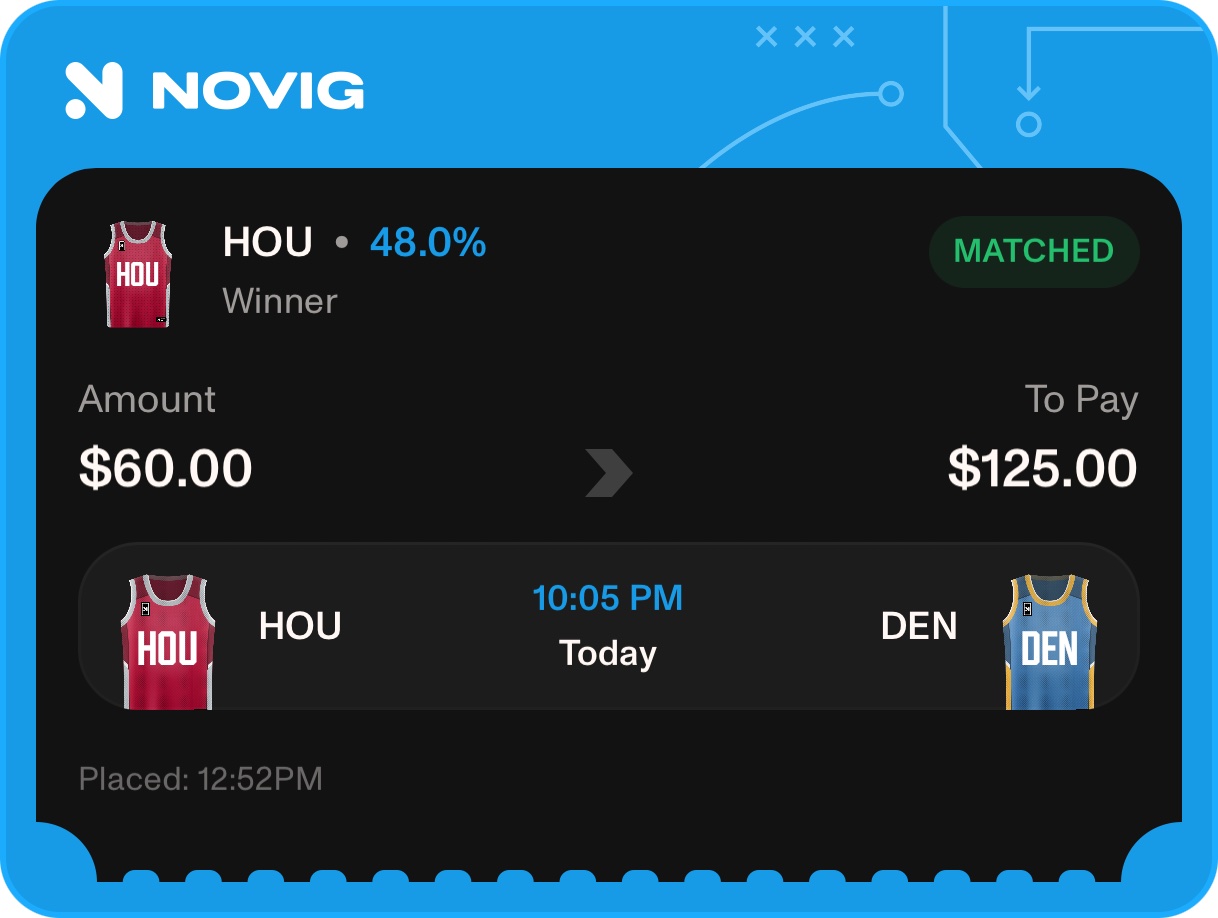 NOVIG
HOU
HOU • 48.0%
Winner
MATCHED
Amount
To Pay
$60.00
$125.00
HOU
HOU
10:05 PM
Today
DEN
DEN
Placed: 12:52PM